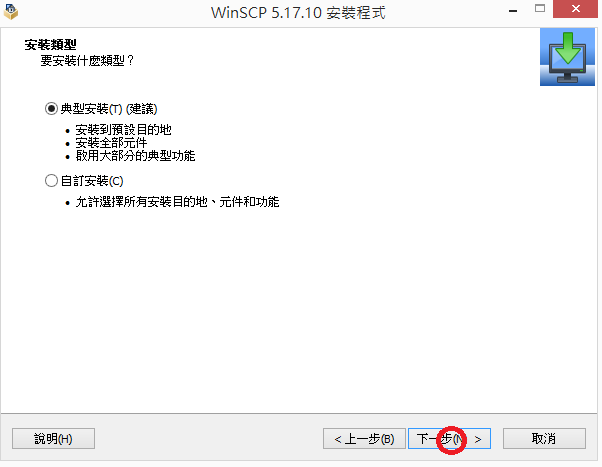 WinSCP 5.17.10 安裝程式
安裝類型
要安裝什麼類型？
典型安裝(T) (建議)
• 安裝到預設目的地
• 安裝全部元件
• 啟用大部分的典型功能
自訂安裝(C)
• 允許選擇所有安裝目的地、元件和功能
說明(H)
< 上一步(B)
下一步(N) >
取消